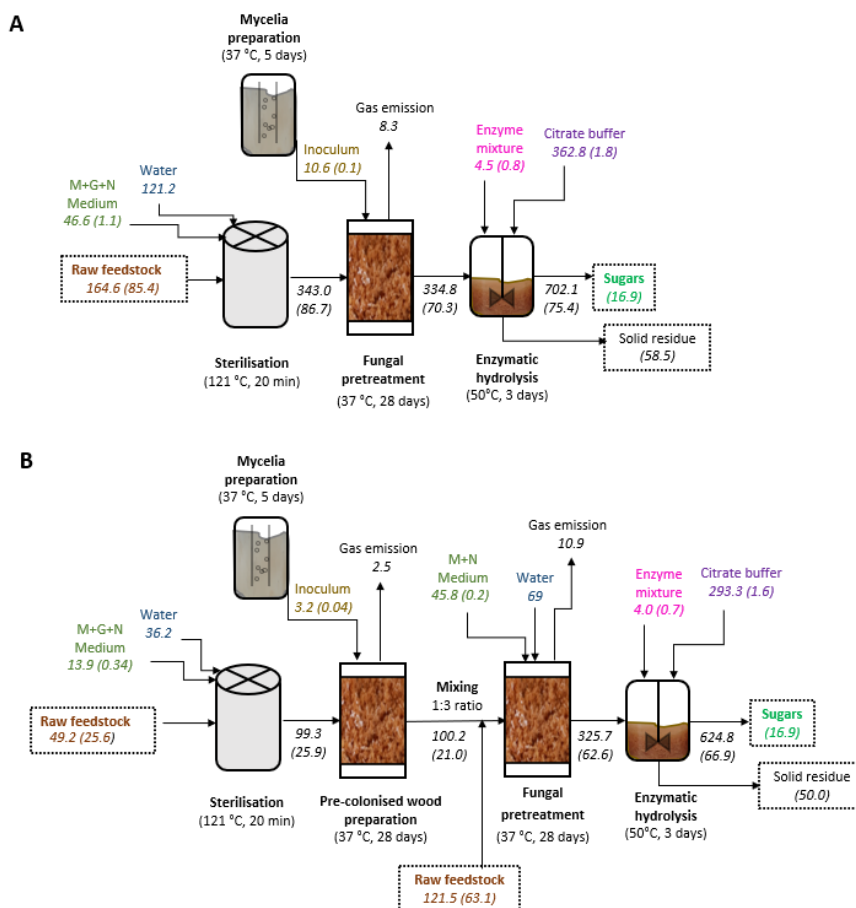 A
Mycelia
preparation
(37 °C, 5 days)
Gas emission
8.3
Enzyme
mixture
4.5 (0.8)
Citrate buffer
362.8 (1.8)
Inoculum
10.6 (0.1)
Water
121.2
M+G+N
Medium
46.6 (1.1)
Raw feedstock
164.6 (85.4)
343.0
(86.7)
334.8
(70.3)
702.1
(75.4)
Sugars
(16.9)
Solid residue
(58.5)
Sterilisation
(121 °C, 20 min)
Fungal
pretreatment
(37 °C, 28 days)
Enzymatic
hydrolysis
(50°C, 3 days)
B
Mycelia
preparation
(37 °C, 5 days)
Gas emission
2.5
Gas emission
10.9
M+N
Medium
45.8 (0.2)
Water
69
Enzyme
mixture
4.0 (0.7)
Citrate buffer
293.3 (1.6)
Inoculum
3.2 (0.04)
Water
36.2
M+G+N
Medium
13.9 (0.34)
Raw feedstock
49.2 (25.6)
99.3
(25.9)
Mixing
1:3 ratio
100.2
(21.0)
325.7
(62.6)
624.8
(66.9)
Sugars
(16.9)
Solid residue
(50.0)
Sterilisation
(121 °C, 20 min)
Pre-colonised wood
preparation
(37 °C, 28 days)
Fungal
pretreatment
(37 °C, 28 days)
Enzymatic
hydrolysis
(50°C, 3 days)
Raw feedstock
121.5 (63.1)